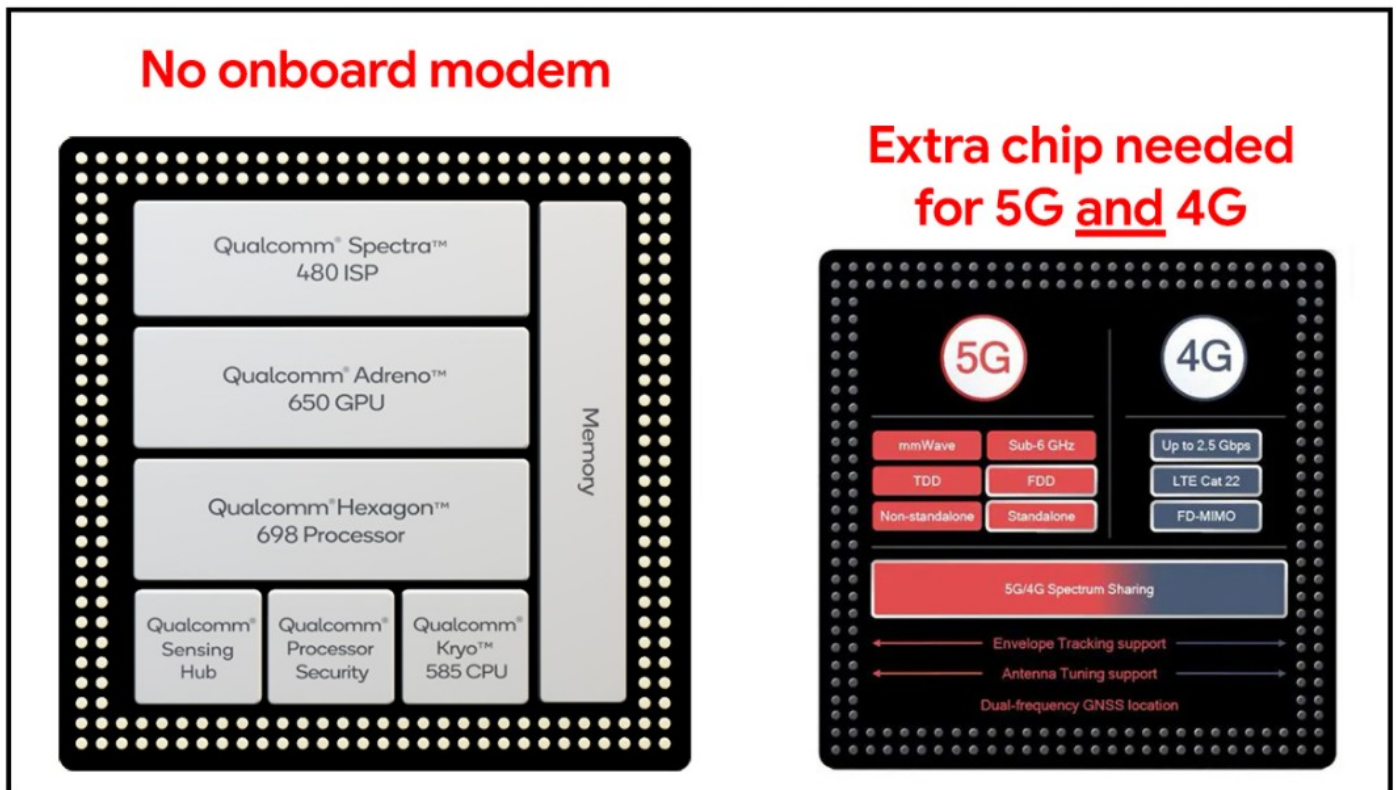 No onboard modem
Extra chip needed
for 5G and 4G
Qualcomm® Spectra™
480 ISP
Qualcomm® Adreno™
650 GPU
Qualcomm® Hexagon™
698 Processor
Qualcomm®
Sensing
Hub
Qualcomm®
Processor
Security
Qualcomm®
Kryo™
585 CPU
Memory
5G
4G
mmWave
Sub-6 GHz
TDD
FDD
Non-standalone
Standalone
Up to 2.5 Gbps
LTE Cat 22
FD-MIMO
5G/4G Spectrum Sharing
Envelope Tracking support
Antenna Tuning support
Dual-frequency GNSS location